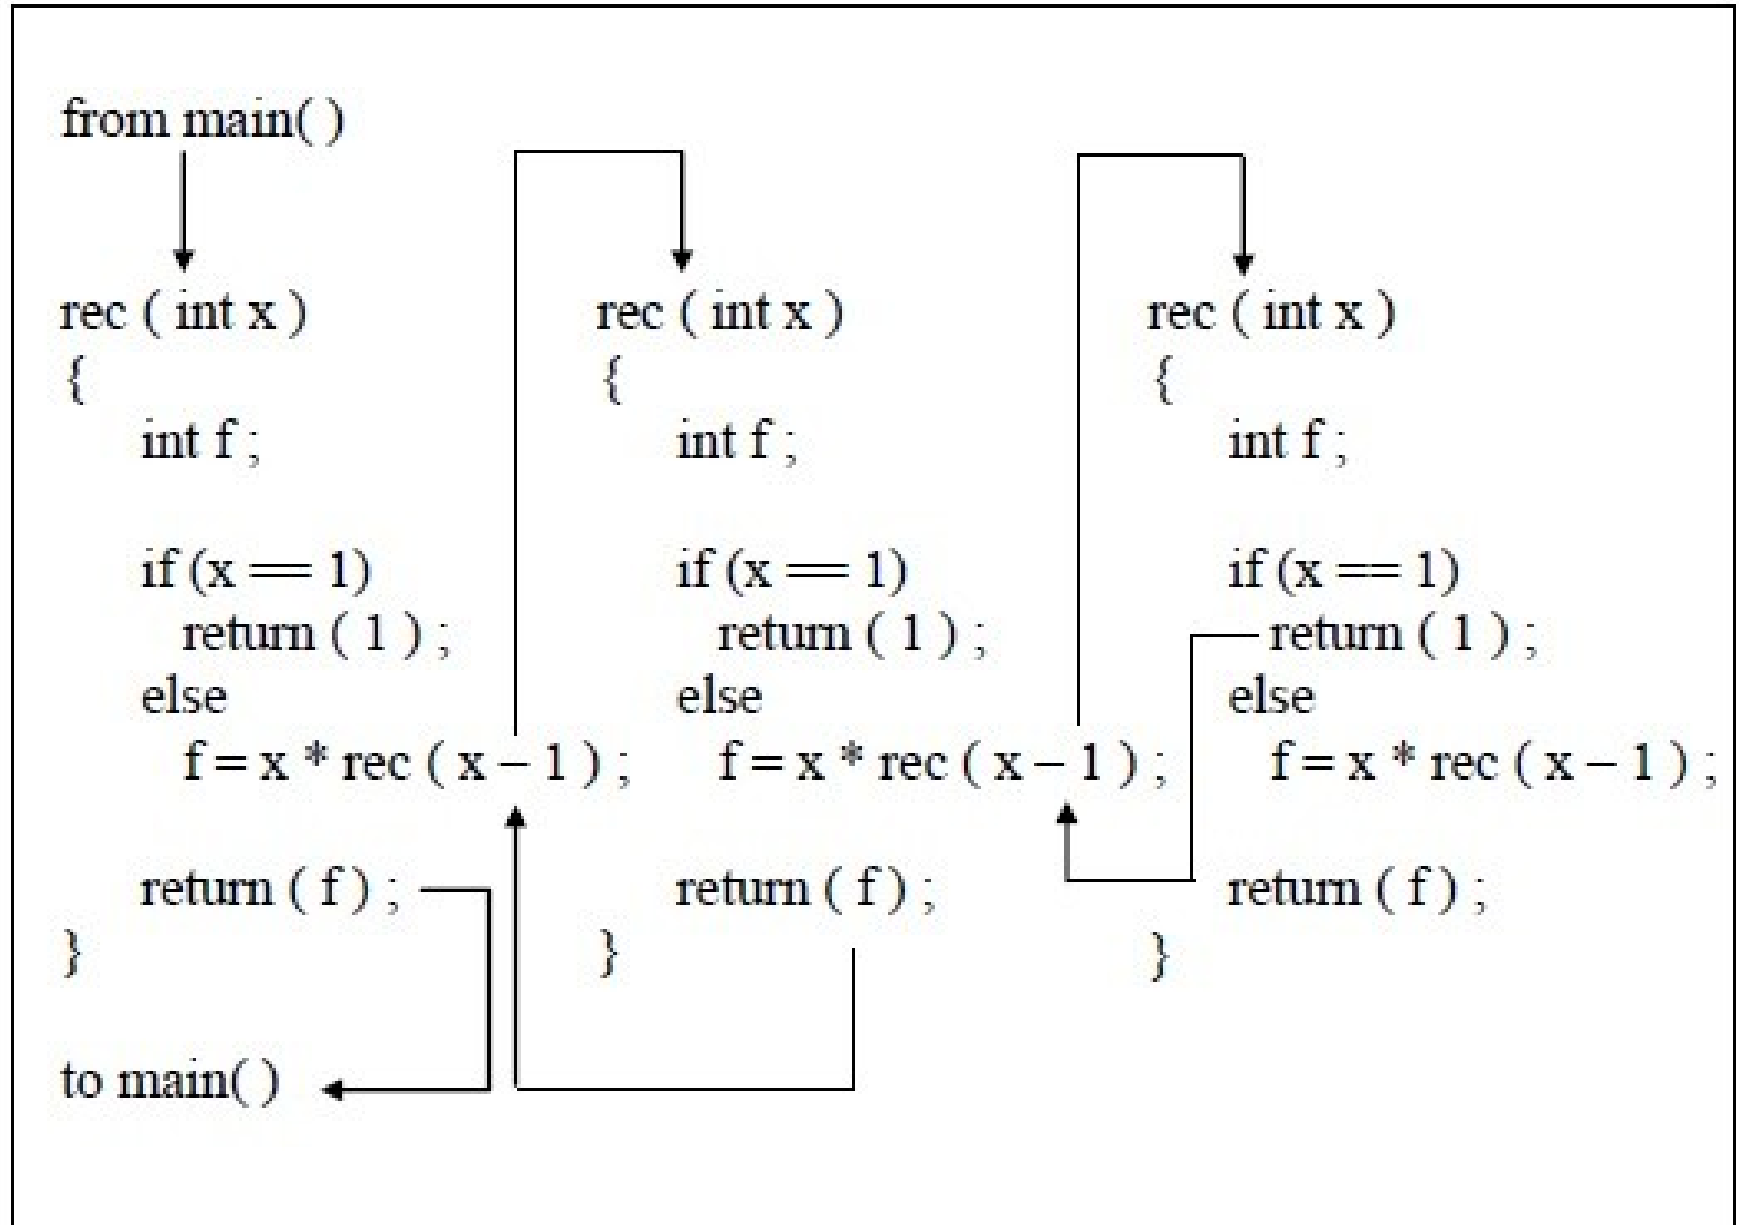 from main( )
rec ( int x )
{
int f ;
if (x == 1)
return ( 1 ) ;
else
f = x * rec ( x – 1 ) ;
return ( f ) ;
}
to main( )
rec ( int x )
{
int f ;
if (x == 1)
return ( 1 ) ;
else
f = x * rec ( x – 1 ) ;
return ( f ) ;
}
rec ( int x )
{
int f ;
if (x == 1)
return ( 1 ) ;
else
f = x * rec ( x – 1 ) ;
return ( f ) ;
}